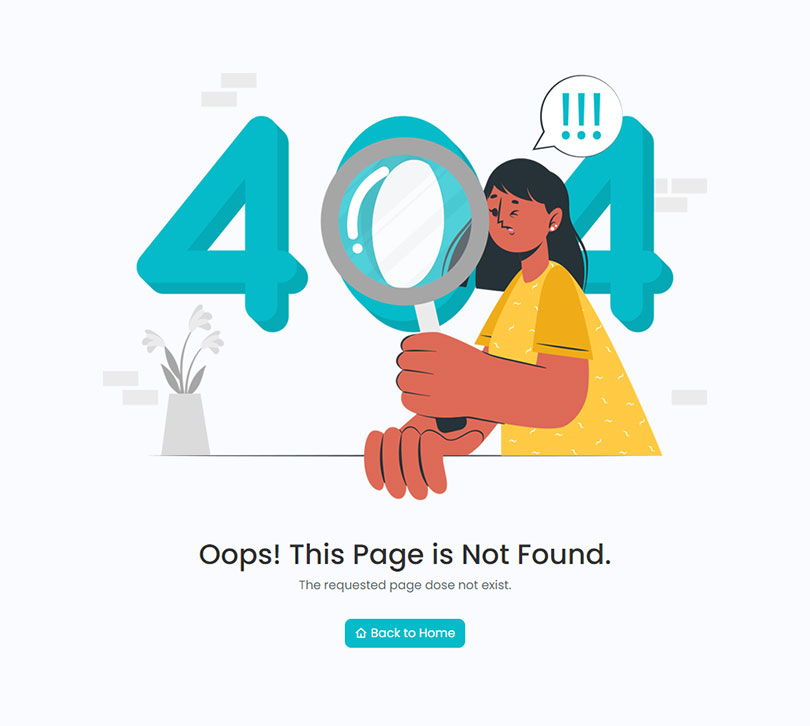 !!!
404
Oops! This Page is Not Found.
The requested page dose not exist.
Back to Home